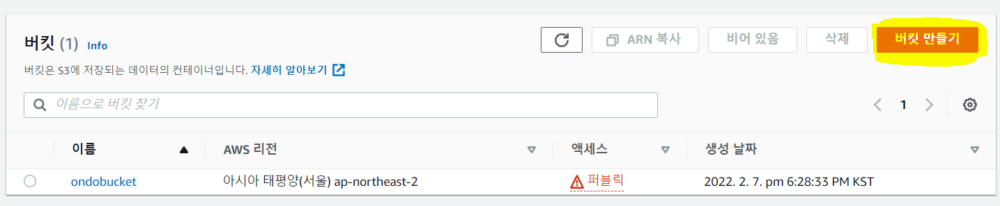 버킷 (1) Info
ARN 복사 비어 있음 삭제 버킷 만들기
버킷은 S3에 저장되는 데이터의 컨테이너입니다. 자세히 알아보기
이름으로 버킷 찾기
1
이름 AWS 리전 액세스 생성 날짜
ondobucket 아시아 태평양(서울) ap-northeast-2 퍼블릭 2022. 2. 7. pm 6:28:33 PM KST